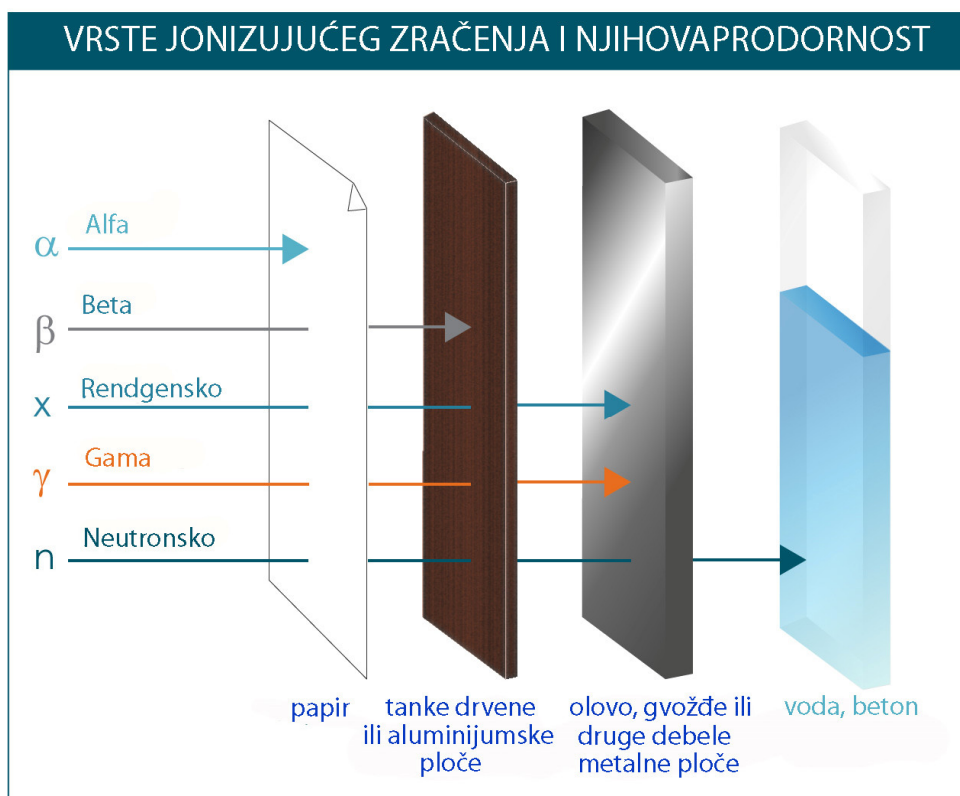 VRSTE JONIZUJUĆEG ZRAČENJA I NJIHOVAPRODORNOST
α Alfa
β Beta
x Rendgensko
γ Gama
n Neutronsko
papir
tanke drvene
ili aluminijumske
ploče
olovo, gvožđe ili
druge debele
metalne ploče
voda, beton